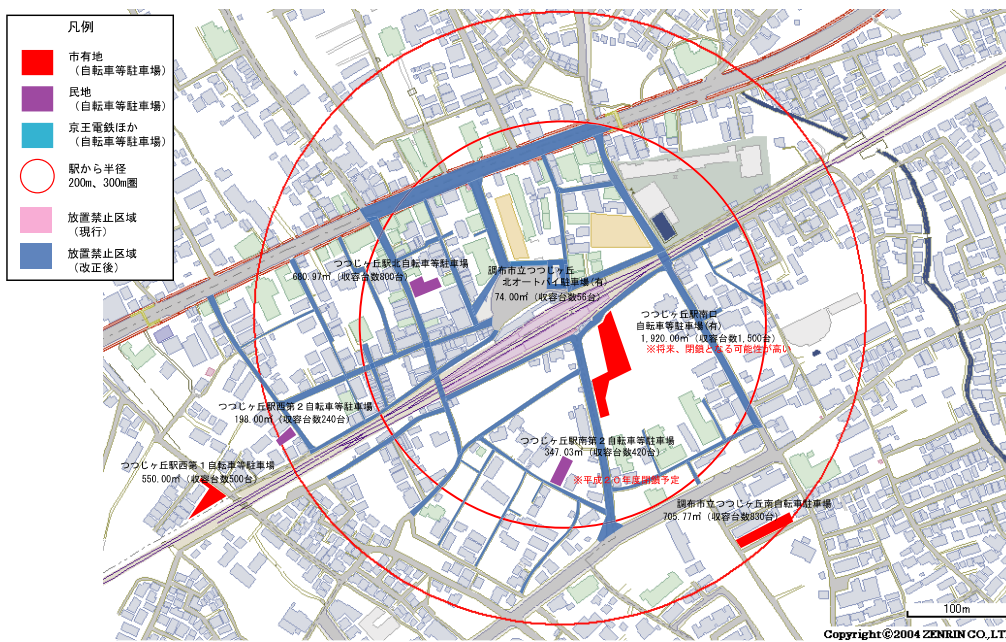 凡例
市有地
(自転車等駐車場)
民地
(自転車等駐車場)
京王電鉄ほか
(自転車等駐車場)
駅から半径
200m、300m圏
放置禁止区域
(現行)
放置禁止区域
(改正後)
つつじヶ丘駅北自転車等駐車場
680.97㎡(収容台数800台)
調布市立つつじヶ丘
北オートバイ駐車場(有)
74.00㎡(収容台数56台)
つつじヶ丘駅南口
自転車等駐車場(有)
1,920.00㎡(収容台数1,500台)
※将来、閉鎖となる可能性が高い
つつじヶ丘駅西第2自転車等駐車場
198.00㎡(収容台数240台)
つつじヶ丘駅南第2自転車等駐車場
347.03㎡(収容台数420台)
※平成20年度閉鎖予定
つつじヶ丘駅西第1自転車等駐車場
550.00㎡(収容台数500台)
調布市立つつじヶ丘南自転車駐車場
705.77㎡(収容台数830台)
100m
Copyright©2004 ZENRIN CO., L